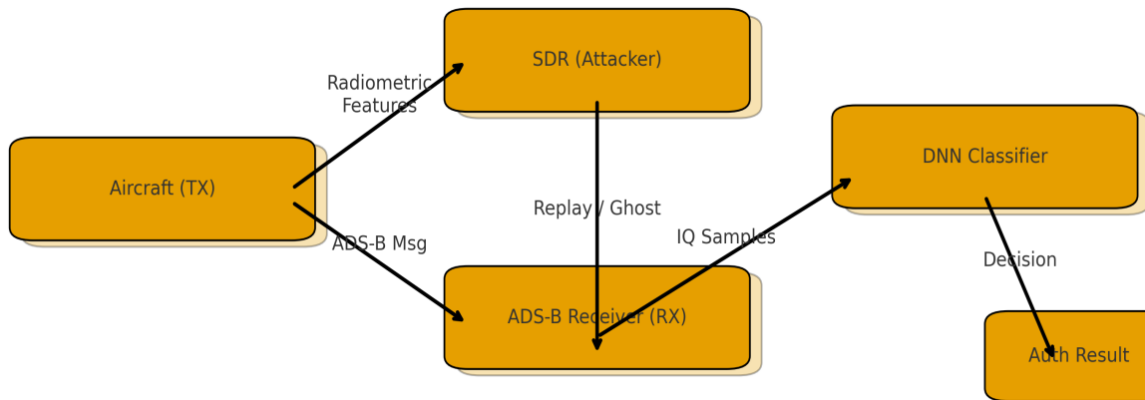 SDR (Attacker)
Radiometric
Features
DNN Classifier
Aircraft (TX)
Replay / Ghost
IQ Samples
ADS-B Msg
Decision
ADS-B Receiver (RX)
Auth Result